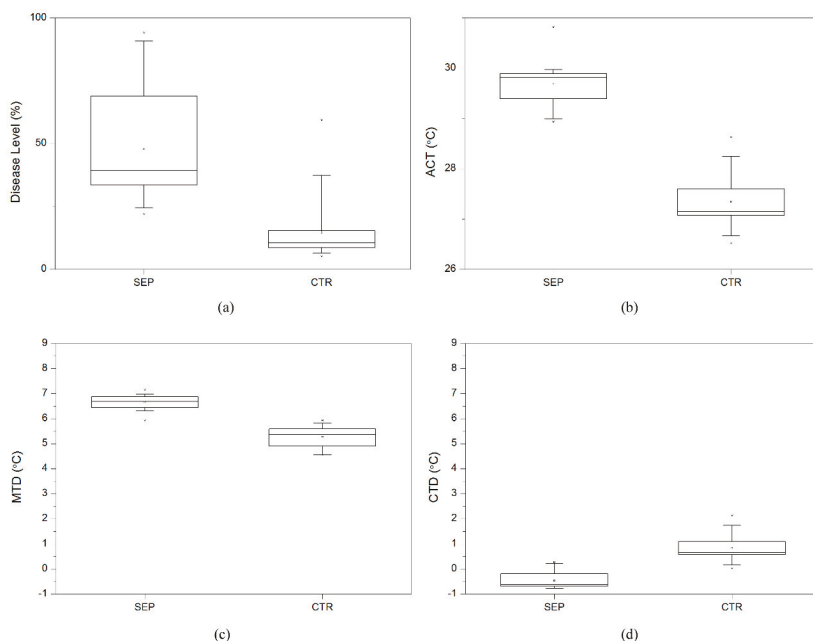 100
50
0
Disease Level (%)
SEP
CTR
(a)
30
28
26
ACT (°C)
SEP
CTR
(b)
9
8
7
6
5
4
3
2
1
0
-1
MTD (°C)
SEP
CTR
(c)
9
8
7
6
5
4
3
2
1
0
-1
CTD (°C)
SEP
CTR
(d)